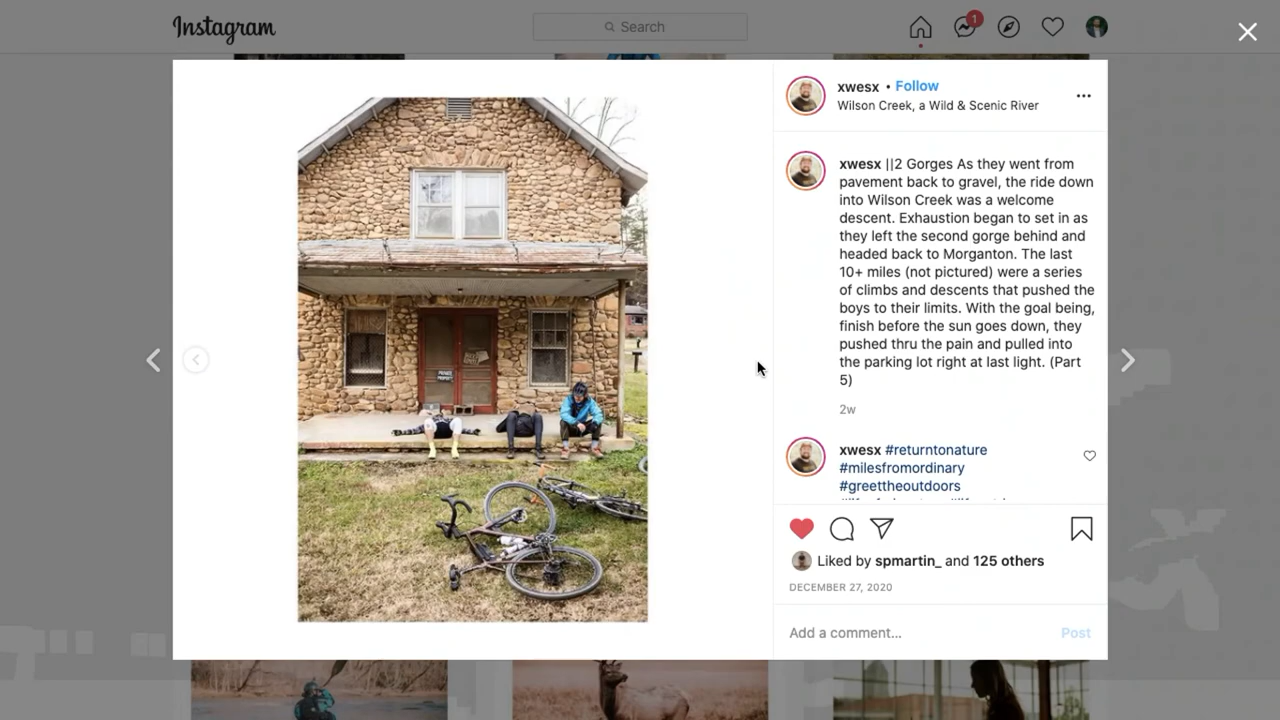 Instagram
Search
1
xwesx • Follow
Wilson Creek, a Wild & Scenic River
xwesx ||2 Gorges As they went from
pavement back to gravel, the ride down
into Wilson Creek was a welcome
descent. Exhaustion began to set in as
they left the second gorge behind and
headed back to Morganton. The last
10+ miles (not pictured) were a series
of climbs and descents that pushed the
boys to their limits. With the goal being,
finish before the sun goes down, they
pushed thru the pain and pulled into
the parking lot right at last light. (Part
5)
2w
xwesx #returntonature
#milesfromordinary
#greettheoutdoors
Liked by spmartin_ and 125 others
DECEMBER 27, 2020
Add a comment...
Post
PRIVATE
PROPERTY